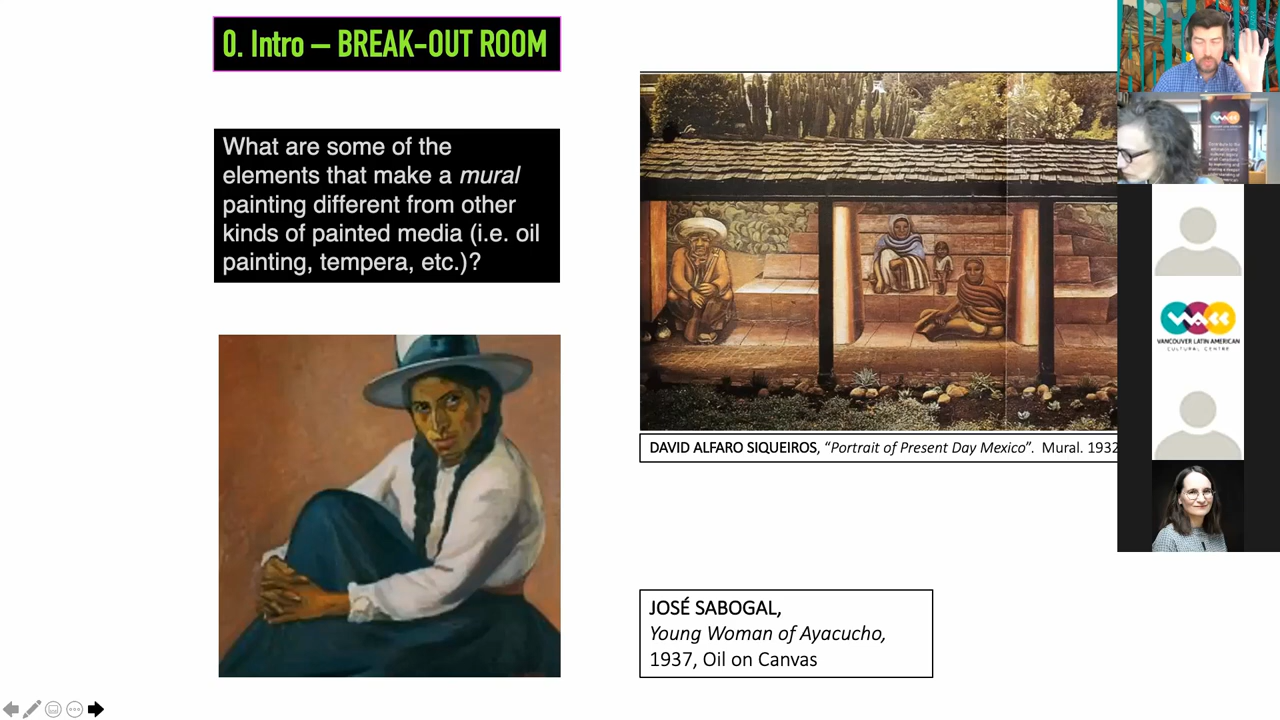 0. Intro – BREAK-OUT ROOM
What are some of the
elements that make a mural
painting different from other
kinds of painted media (i.e. oil
painting, tempera, etc.)?
DAVID ALFARO SIQUEIROS, “Portrait of Present Day Mexico”. Mural. 1932
JOSÉ SABOGAL,
Young Woman of Ayacucho,
1937, Oil on Canvas
VANCOUVER LATIN AMERICAN
CULTURAL CENTRE